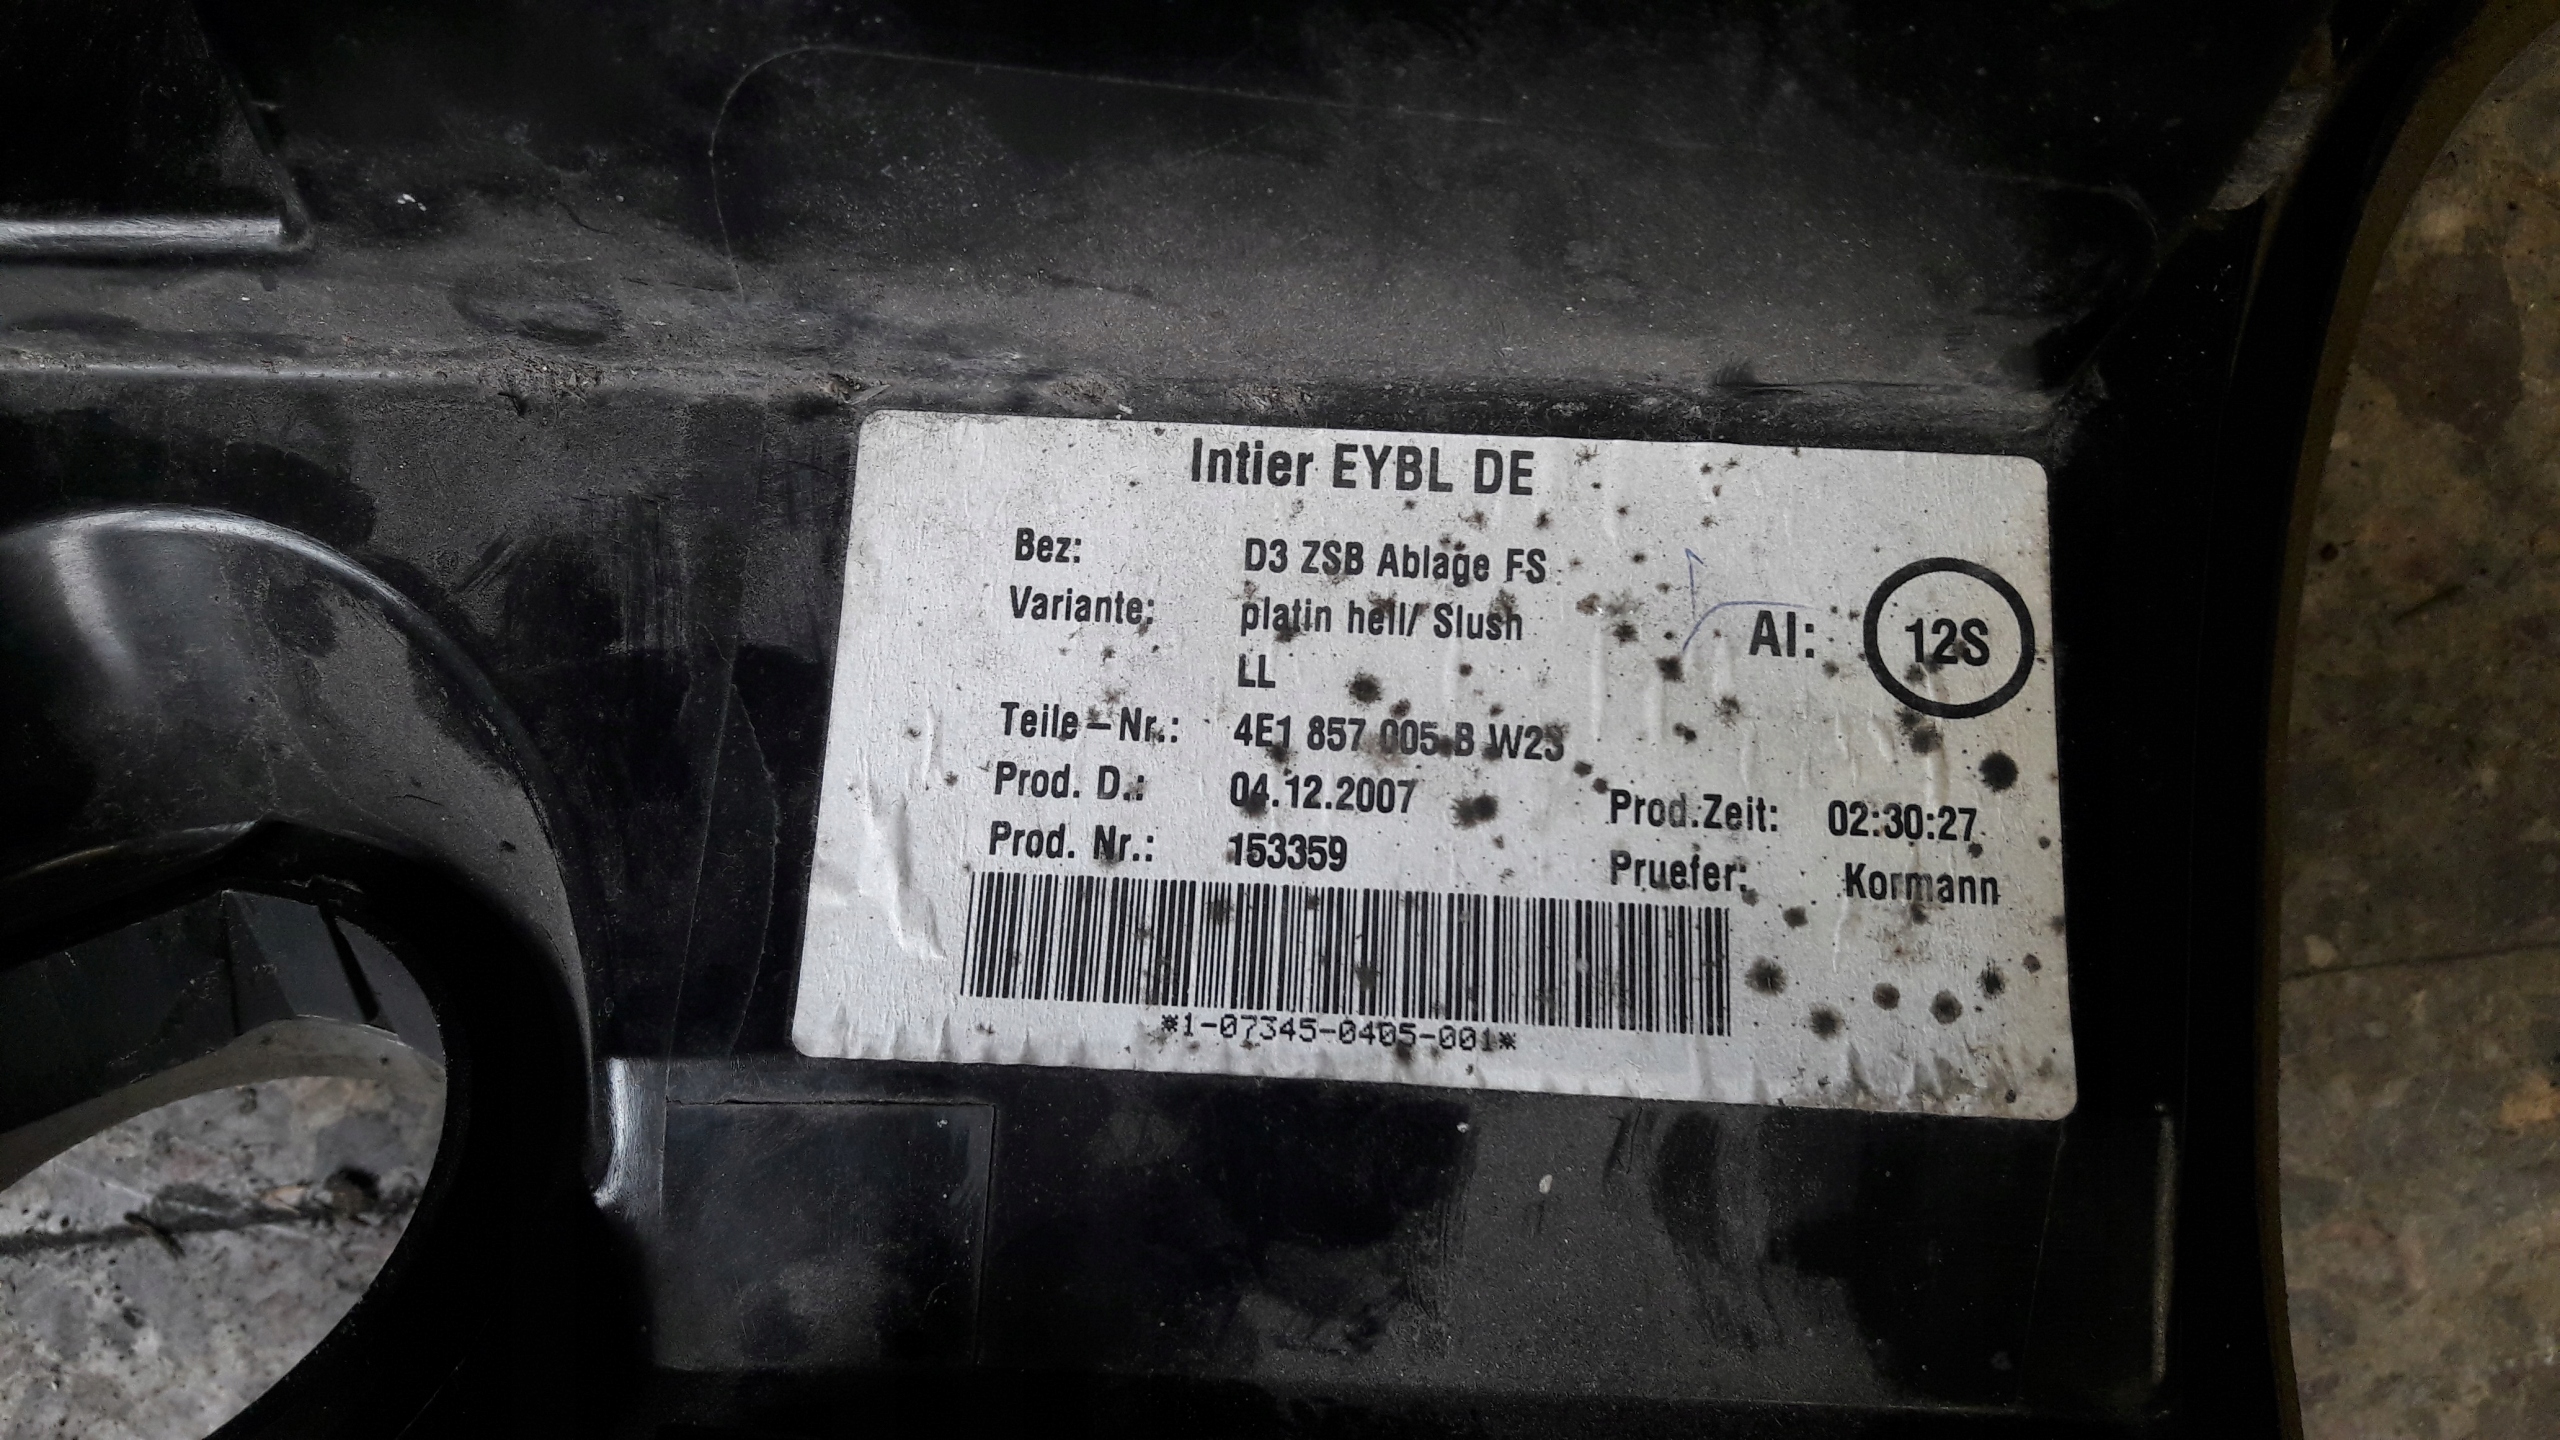 Intier EYBL DE
Bez: D3 ZSB Ablage FS
Variante: platin hell/ Slush
LL
AI: 12S
Teile-Nr.: 4E1 857 005 B W23
Prod. D.: 04.12.2007 Prod.Zeit: 02:30:27
Prod. Nr.: 153359 Pruefer: Kormann
*1-07345-0405-001*